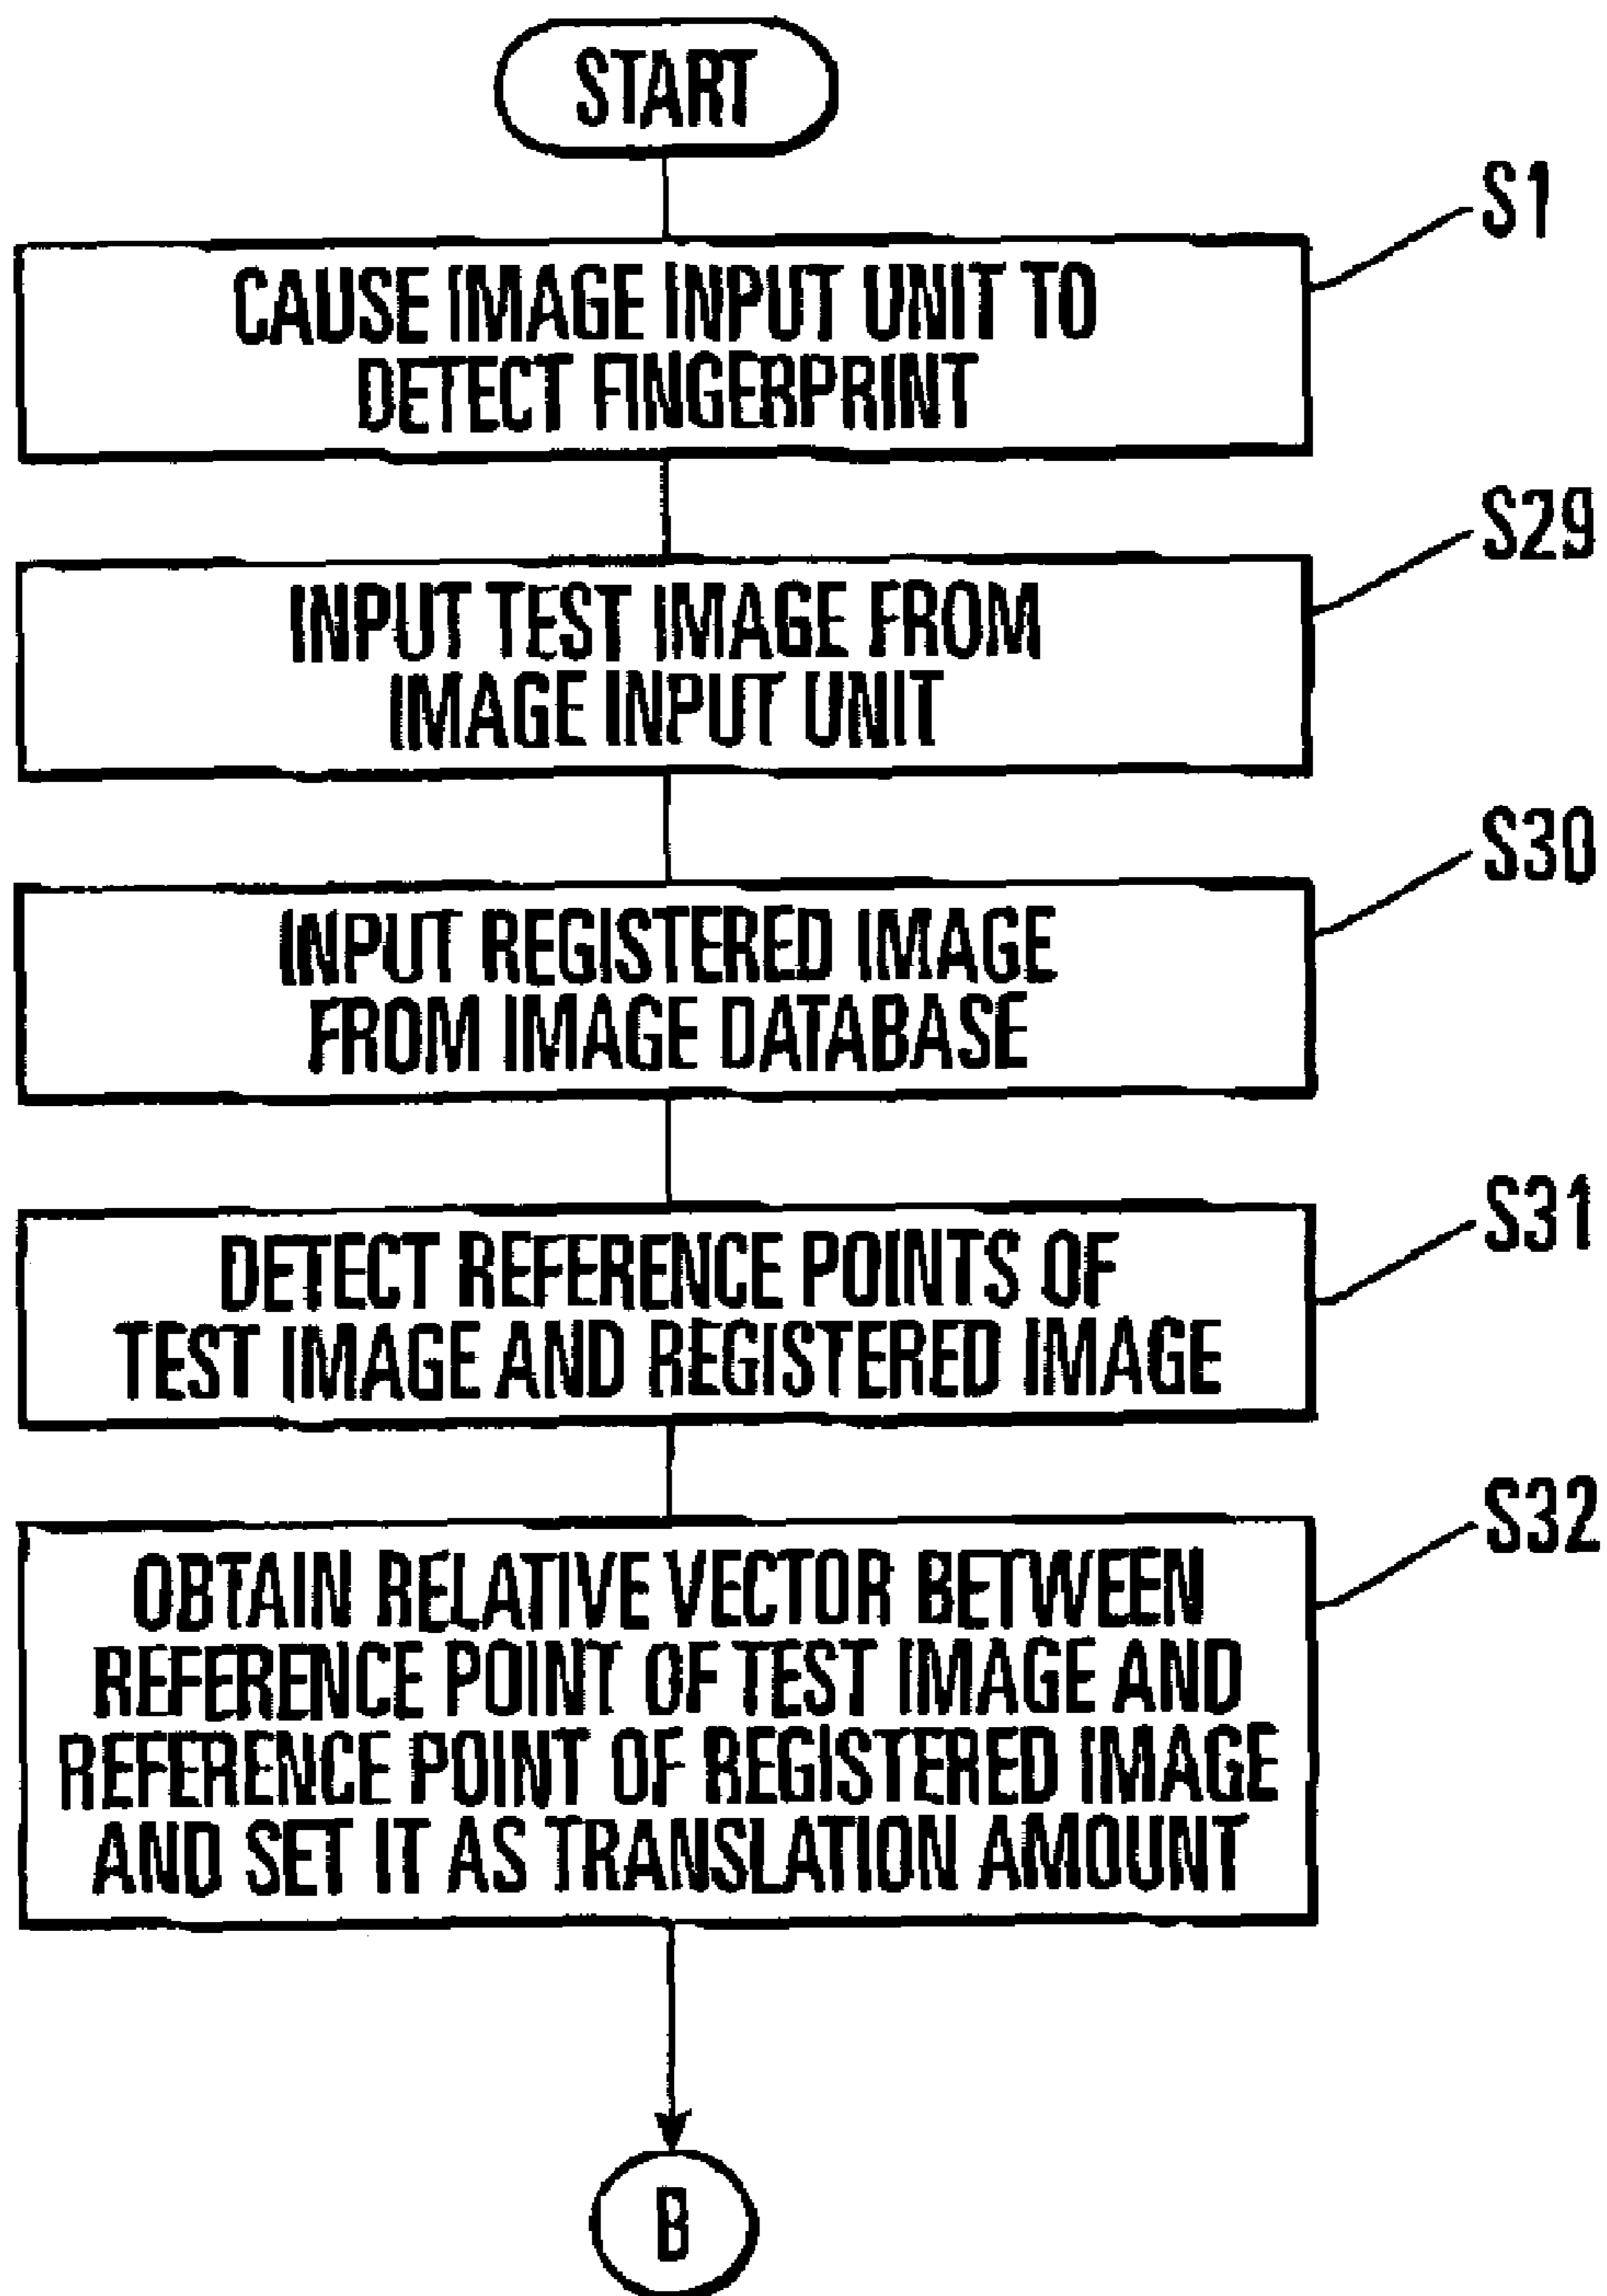 START
S1
CAUSE IMAGE INPUT UNIT TO
DETECT FINGERPRINT
S29
INPUT TEST IMAGE FROM
IMAGE INPUT UNIT
S30
INPUT REGISTERED IMAGE
FROM IMAGE DATABASE
S31
DETECT REFERENCE POINTS OF
TEST IMAGE AND REGISTERED IMAGE
S32
OBTAIN RELATIVE VECTOR BETWEEN
REFERENCE POINT OF TEST IMAGE AND
REFERENCE POINT OF REGISTERED IMAGE
AND SET IT AS TRANSLATION AMOUNT
B